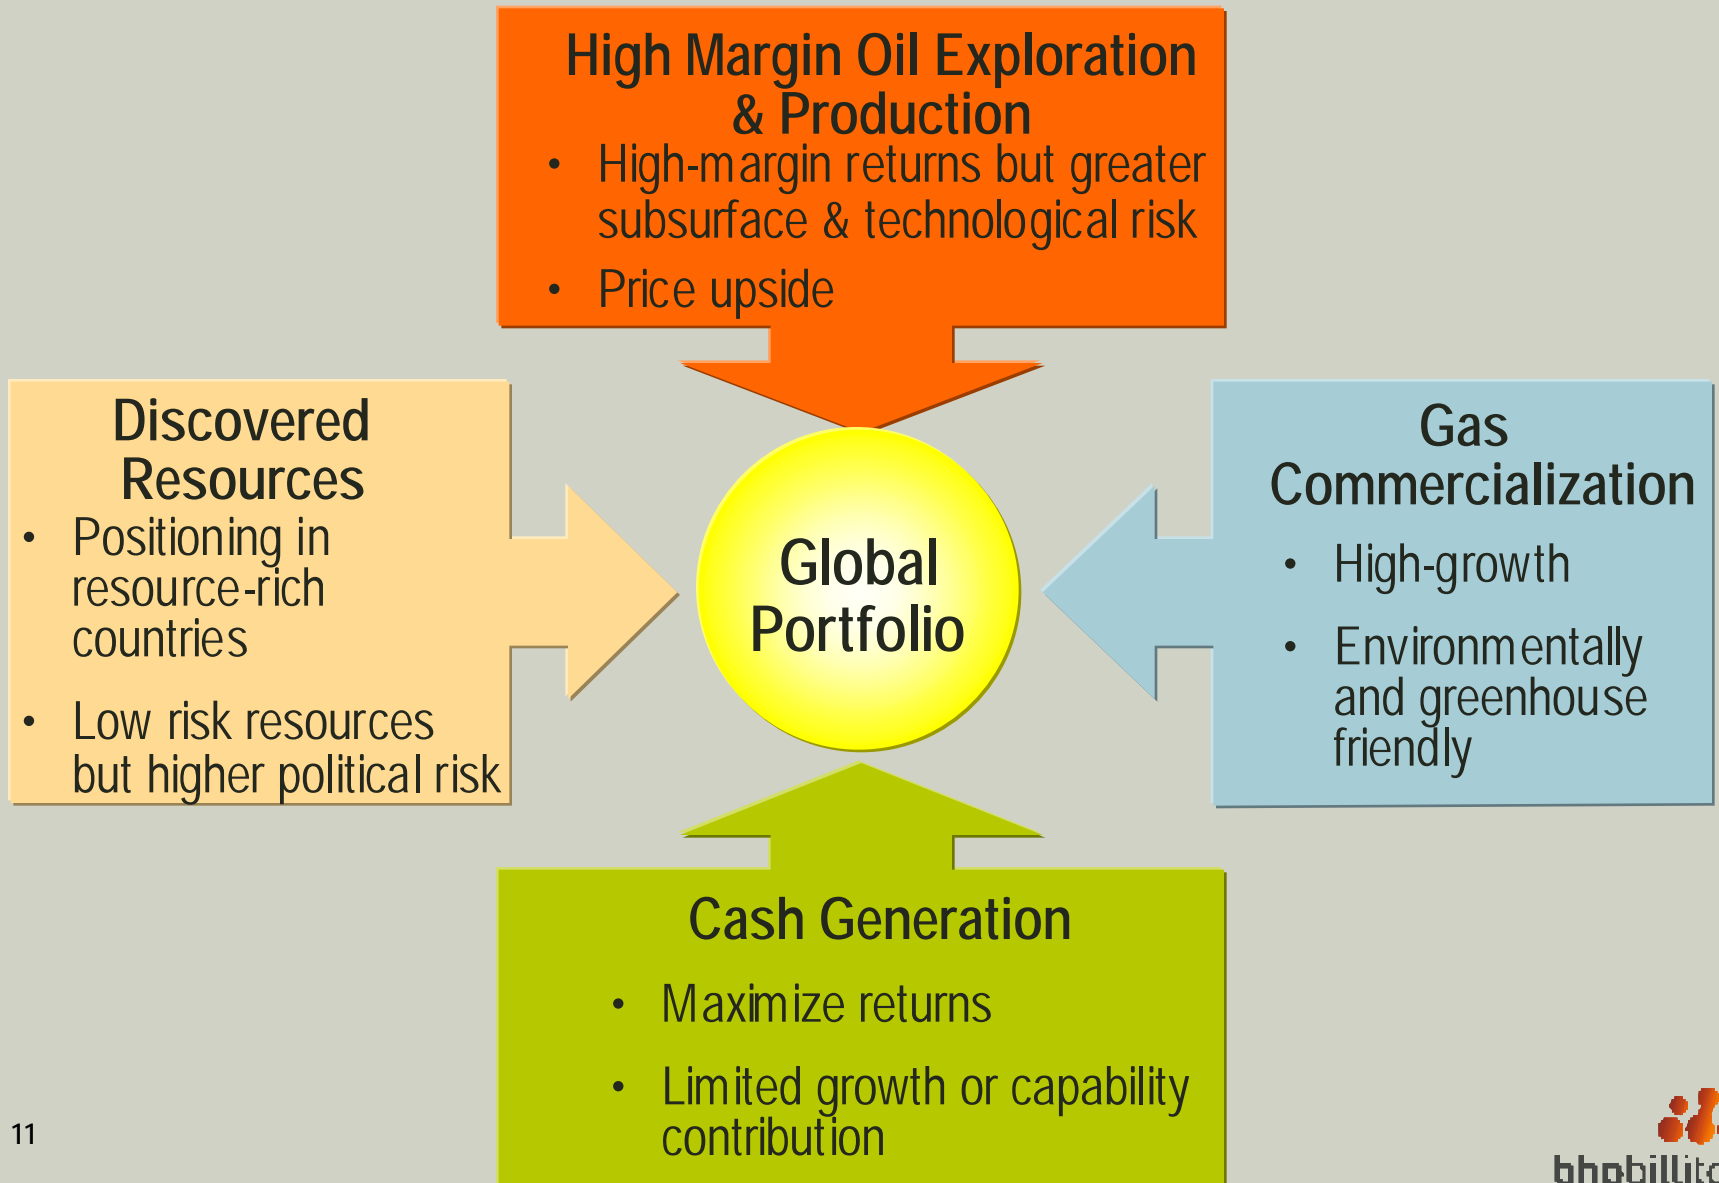 High Margin Oil Exploration
& Production
• High-margin returns but greater
subsurface & technological risk
• Price upside
Discovered
Resources
• Positioning in
resource-rich
countries
• Low risk resources
but higher political risk
Global
Portfolio
Gas
Commercialization
• High-growth
• Environmentally
and greenhouse
friendly
Cash Generation
• Maximize returns
• Limited growth or capability
contribution
11
bhpbillito